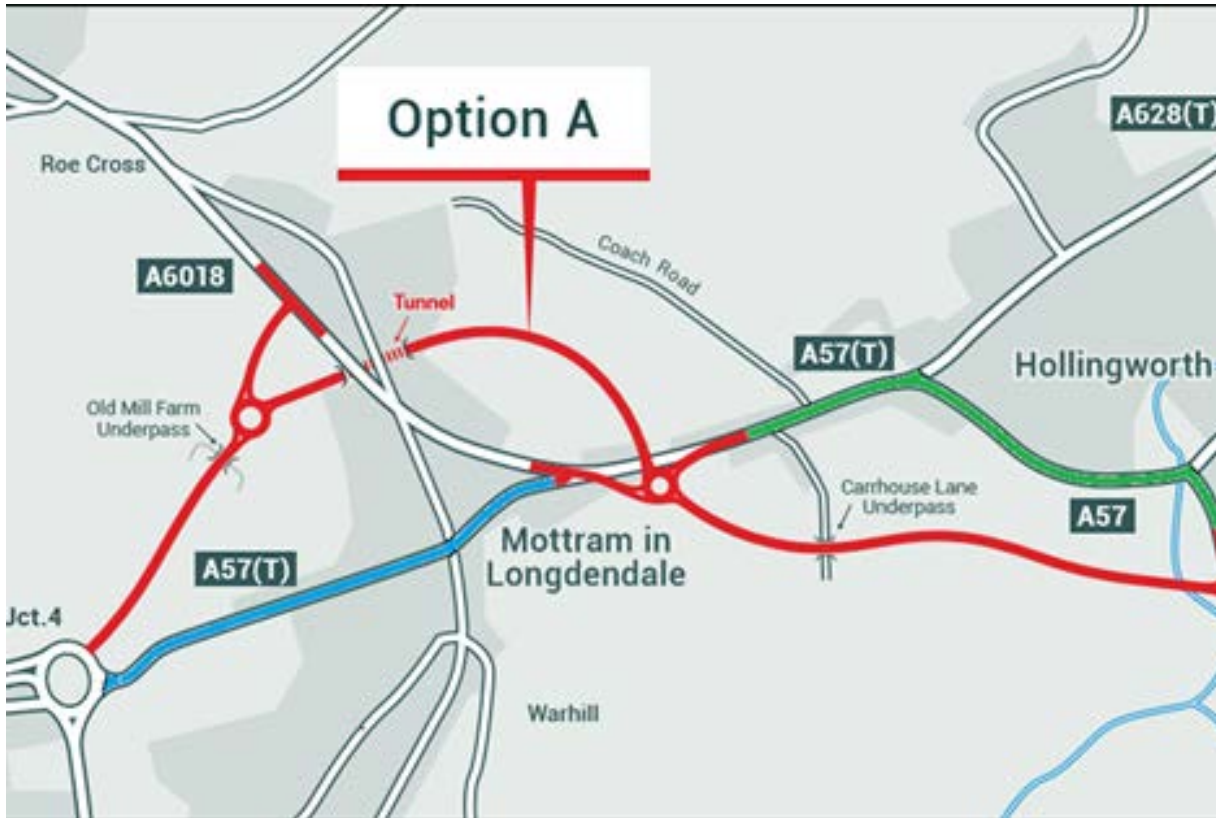 Option A
A628(T)
Roe Cross
Coach Road
A6018
Tunnel
A57(T)
Hollingworth
Old Mill Farm
Underpass
Carrhouse Lane
Underpass
A57
Mottram in
Longdendale
A57(T)
Jct.4
Warhill